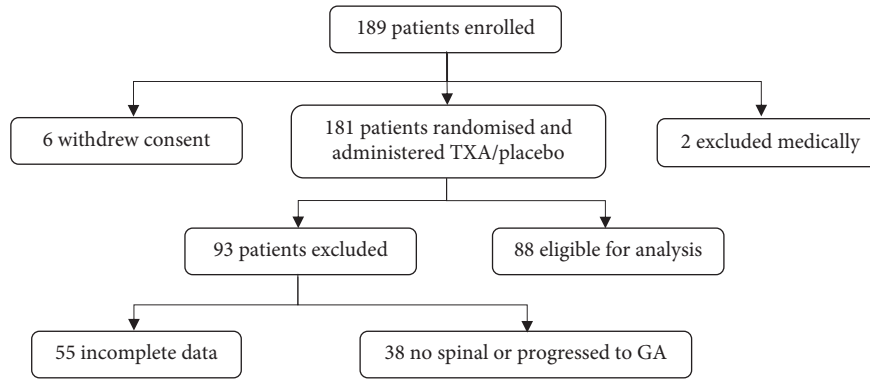 189 patients enrolled
6 withdrew consent
181 patients randomised and
administered TXA/placebo
2 excluded medically
93 patients excluded
88 eligible for analysis
55 incomplete data
38 no spinal or progressed to GA